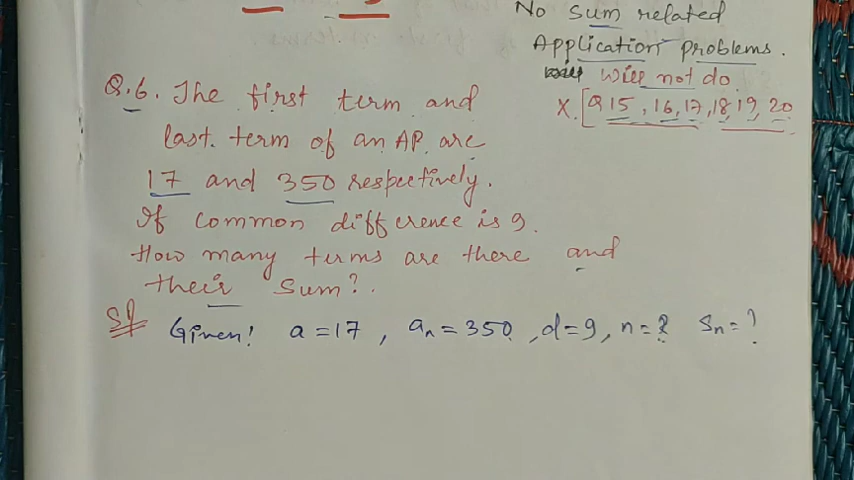 No sum related
Application problems.
will not do
X. [Q 15, 16, 17, 18 19, 20
Q.6. The first term and
last term of an AP are
17 and 350 respectively.
If common difference is 9.
How many terms are there and
their sum?.
Sol Given! a = 17, aₙ = 350, d = 9, n = ? Sₙ = ?